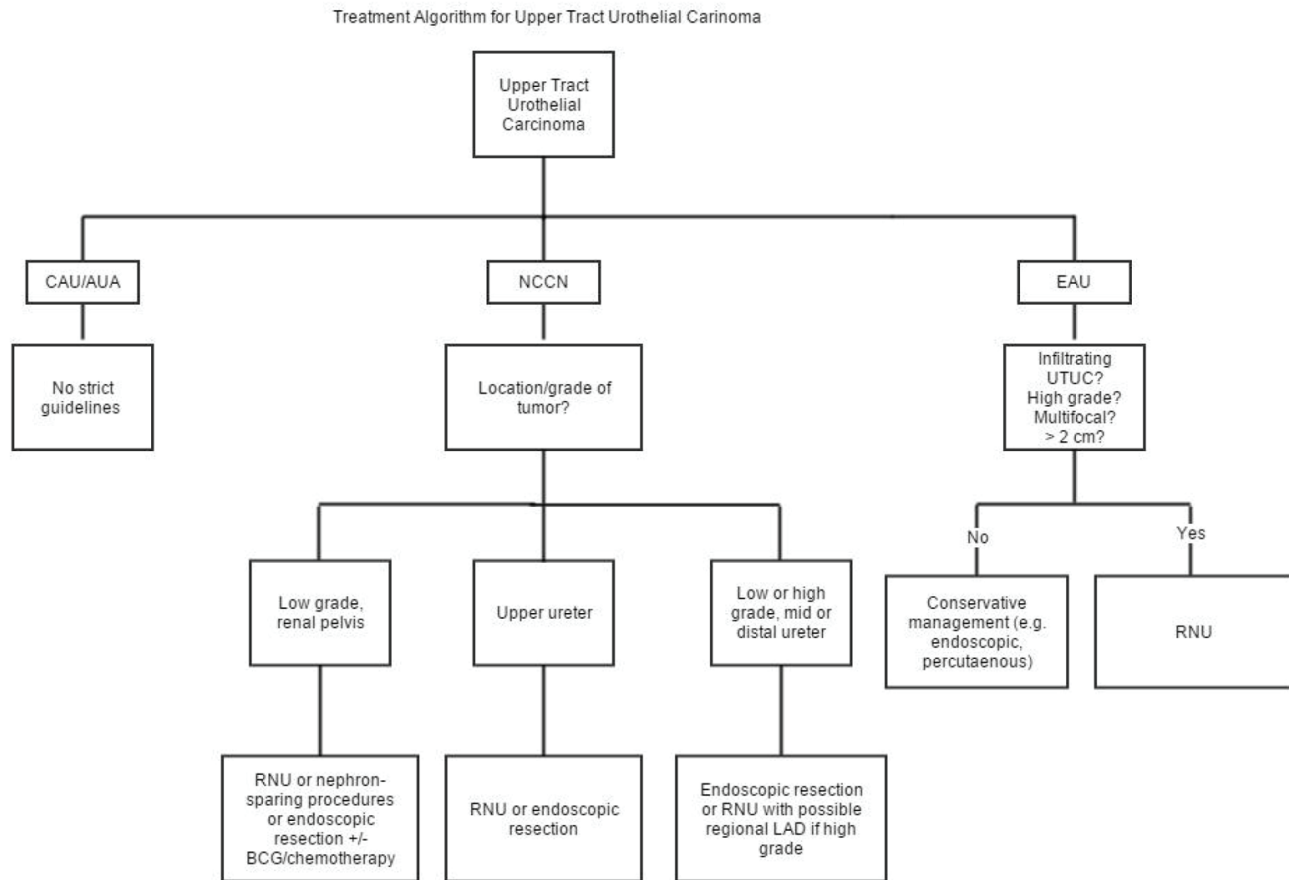 Treatment Algorithm for Upper Tract Urothelial Carinoma
Upper Tract
Urothelial
Carcinoma
CAU/AUA
NCCN
EAU
No strict
guidelines
Location/grade of
tumor?
Infiltrating
UTUC?
High grade?
Multifocal?
> 2 cm?
No
Yes
Low grade,
renal pelvis
Upper ureter
Low or high
grade, mid or
distal ureter
Conservative
management (e.g.
endoscopic,
percutaenous)
RNU
RNU or nephron-
sparing procedures
or endoscopic
resection +/-
BCG/chemotherapy
RNU or endoscopic
resection
Endoscopic resection
or RNU with possible
regional LAD if high
grade